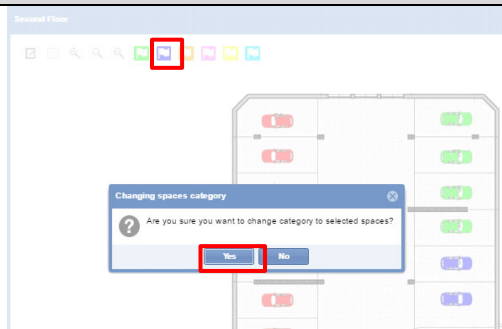 Second Floor
Changing spaces category
Are you sure you want to change category to selected spaces?
Yes
No